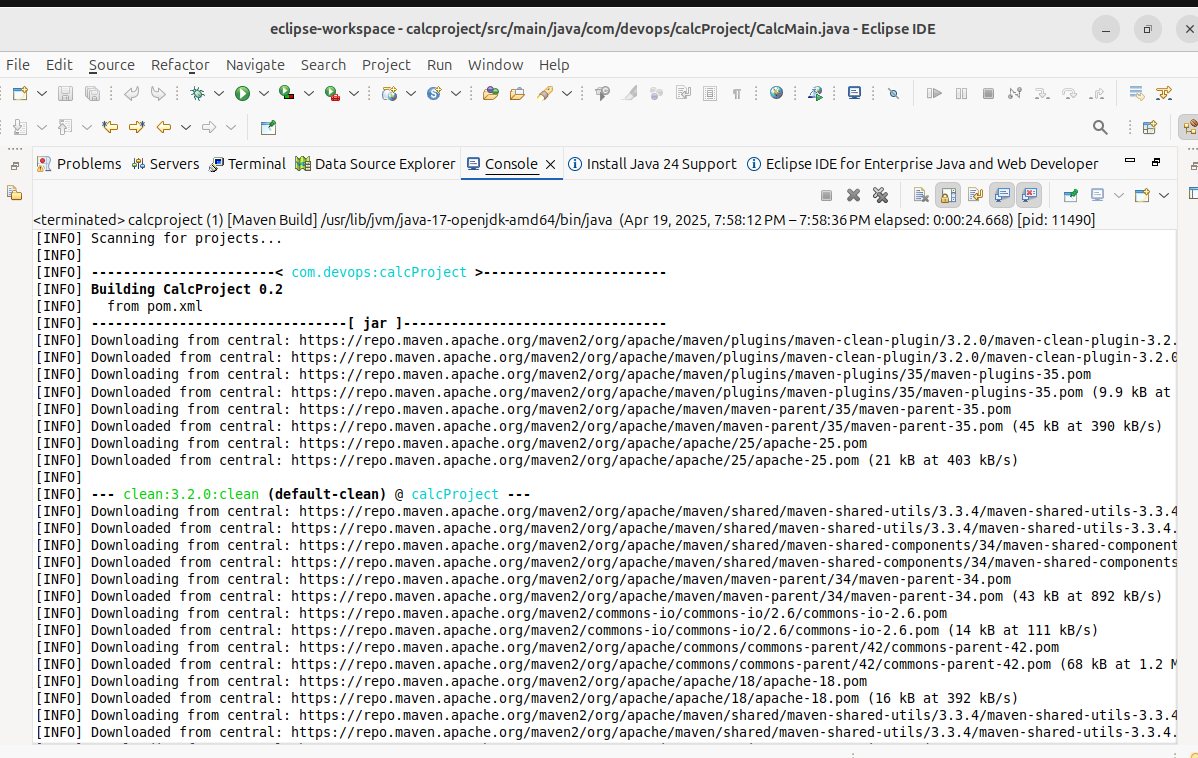 eclipse-workspace - calcproject/src/main/java/com/devops/calcProject/CalcMain.java - Eclipse IDE
File Edit Source Refactor Navigate Search Project Run Window Help
Problems Servers Terminal Data Source Explorer Console Install Java 24 Support Eclipse IDE for Enterprise Java and Web Developer
<terminated> calcproject (1) [Maven Build] /usr/lib/jvm/java-17-openjdk-amd64/bin/java (Apr 19, 2025, 7:58:12 PM – 7:58:36 PM elapsed: 0:00:24.668) [pid: 11490]
[INFO] Scanning for projects...
[INFO]
[INFO] -----------------------< com.devops:calcProject >-----------------------
[INFO] Building CalcProject 0.2
[INFO]   from pom.xml
[INFO] --------------------------------[ jar ]---------------------------------
[INFO] Downloading from central: https://repo.maven.apache.org/maven2/org/apache/maven/plugins/maven-clean-plugin/3.2.0/maven-clean-plugin-3.2.
[INFO] Downloaded from central: https://repo.maven.apache.org/maven2/org/apache/maven/plugins/maven-clean-plugin/3.2.0/maven-clean-plugin-3.2.0
[INFO] Downloading from central: https://repo.maven.apache.org/maven2/org/apache/maven/plugins/maven-plugins/35/maven-plugins-35.pom
[INFO] Downloaded from central: https://repo.maven.apache.org/maven2/org/apache/maven/plugins/maven-plugins/35/maven-plugins-35.pom (9.9 kB at
[INFO] Downloading from central: https://repo.maven.apache.org/maven2/org/apache/maven/maven-parent/35/maven-parent-35.pom
[INFO] Downloaded from central: https://repo.maven.apache.org/maven2/org/apache/maven/maven-parent/35/maven-parent-35.pom (45 kB at 390 kB/s)
[INFO] Downloading from central: https://repo.maven.apache.org/maven2/org/apache/apache/25/apache-25.pom
[INFO] Downloaded from central: https://repo.maven.apache.org/maven2/org/apache/apache/25/apache-25.pom (21 kB at 403 kB/s)
[INFO]
[INFO] --- clean:3.2.0:clean (default-clean) @ calcProject ---
[INFO] Downloading from central: https://repo.maven.apache.org/maven2/org/apache/maven/shared/maven-shared-utils/3.3.4/maven-shared-utils-3.3.4
[INFO] Downloaded from central: https://repo.maven.apache.org/maven2/org/apache/maven/shared/maven-shared-utils/3.3.4/maven-shared-utils-3.3.4.
[INFO] Downloading from central: https://repo.maven.apache.org/maven2/org/apache/maven/shared/maven-shared-components/34/maven-shared-component
[INFO] Downloaded from central: https://repo.maven.apache.org/maven2/org/apache/maven/shared/maven-shared-components/34/maven-shared-components
[INFO] Downloading from central: https://repo.maven.apache.org/maven2/org/apache/maven/maven-parent/34/maven-parent-34.pom
[INFO] Downloaded from central: https://repo.maven.apache.org/maven2/org/apache/maven/maven-parent/34/maven-parent-34.pom (43 kB at 892 kB/s)
[INFO] Downloading from central: https://repo.maven.apache.org/maven2/commons-io/commons-io/2.6/commons-io-2.6.pom
[INFO] Downloaded from central: https://repo.maven.apache.org/maven2/commons-io/commons-io/2.6/commons-io-2.6.pom (14 kB at 111 kB/s)
[INFO] Downloading from central: https://repo.maven.apache.org/maven2/org/apache/commons/commons-parent/42/commons-parent-42.pom
[INFO] Downloaded from central: https://repo.maven.apache.org/maven2/org/apache/commons/commons-parent/42/commons-parent-42.pom (68 kB at 1.2 M
[INFO] Downloading from central: https://repo.maven.apache.org/maven2/org/apache/apache/18/apache-18.pom
[INFO] Downloaded from central: https://repo.maven.apache.org/maven2/org/apache/apache/18/apache-18.pom (16 kB at 392 kB/s)
[INFO] Downloading from central: https://repo.maven.apache.org/maven2/org/apache/maven/shared/maven-shared-utils/3.3.4/maven-shared-utils-3.3.4
[INFO] Downloaded from central: https://repo.maven.apache.org/maven2/org/apache/maven/shared/maven-shared-utils/3.3.4/maven-shared-utils-3.3.4.